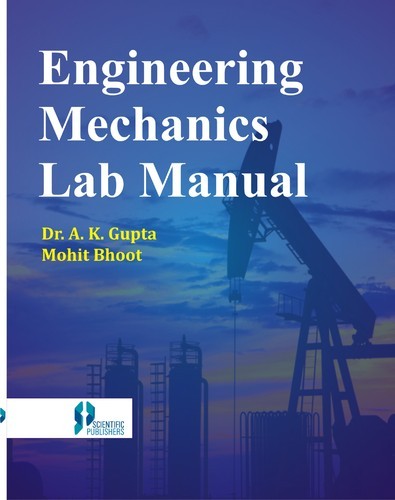 Engineering
Mechanics
Lab Manual
Dr. A. K. Gupta
Mohit Bhoot
SCIENTIFIC
PUBLISHERS